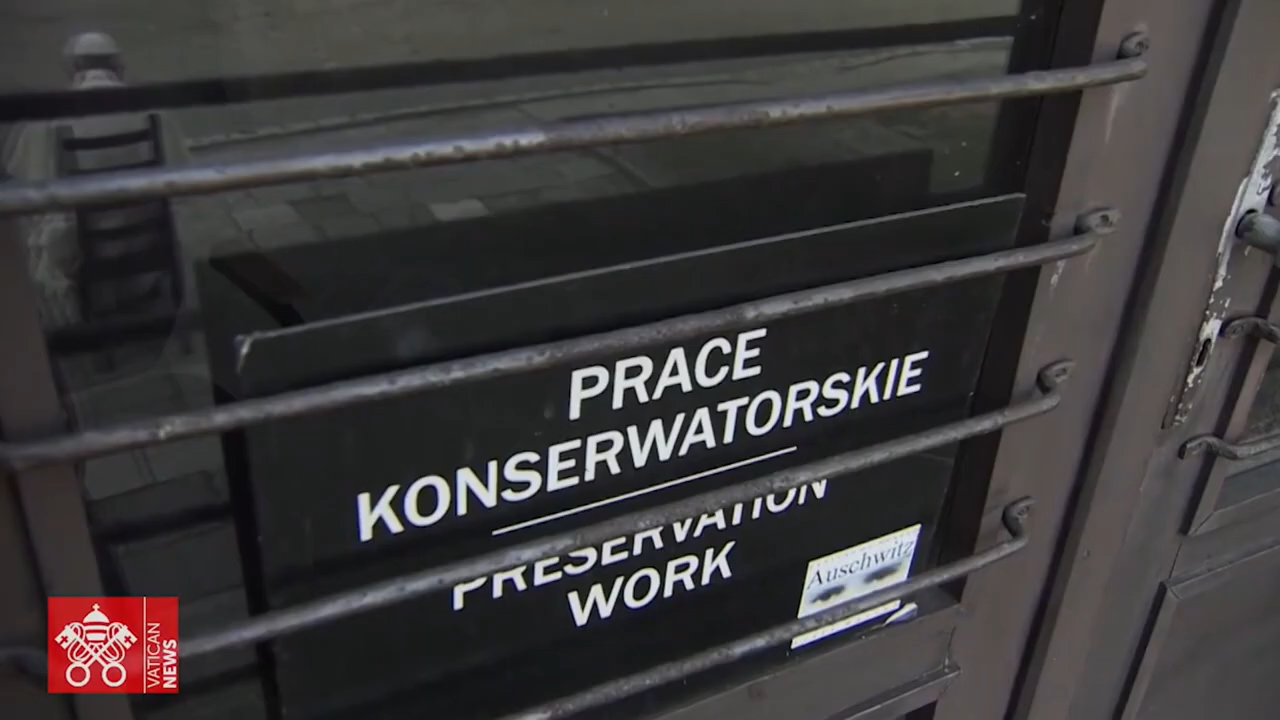 PRACE
KONSERWATORSKIE
PRESERVATION
WORK
Auschwitz
VATICAN
NEWS